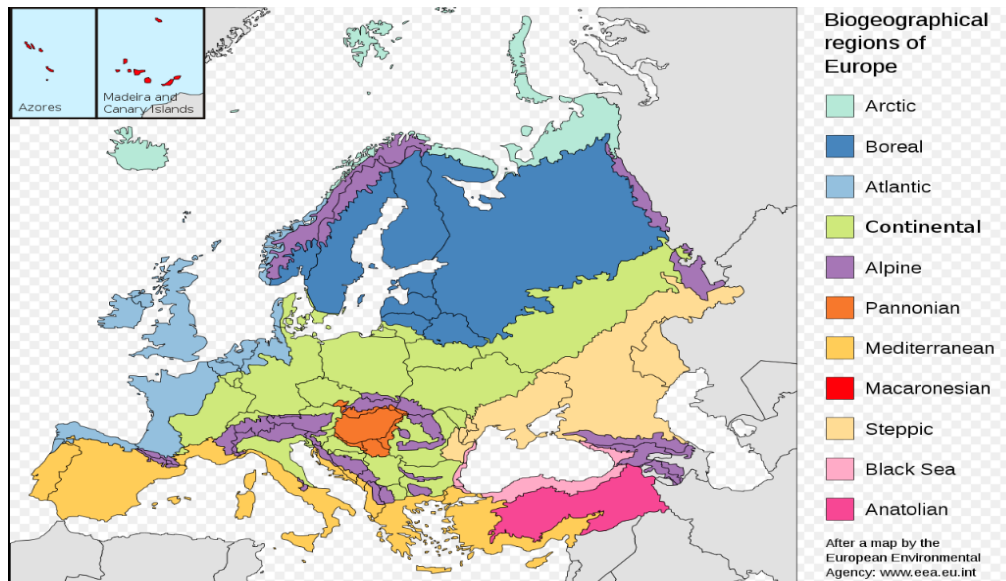 Azores
Madeira and
Canary Islands
Biogeographical
regions of
Europe
Arctic
Boreal
Atlantic
Continental
Alpine
Pannonian
Mediterranean
Macaronesian
Steppic
Black Sea
Anatolian
After a map by the
European Environmental
Agency: www.eea.eu.int